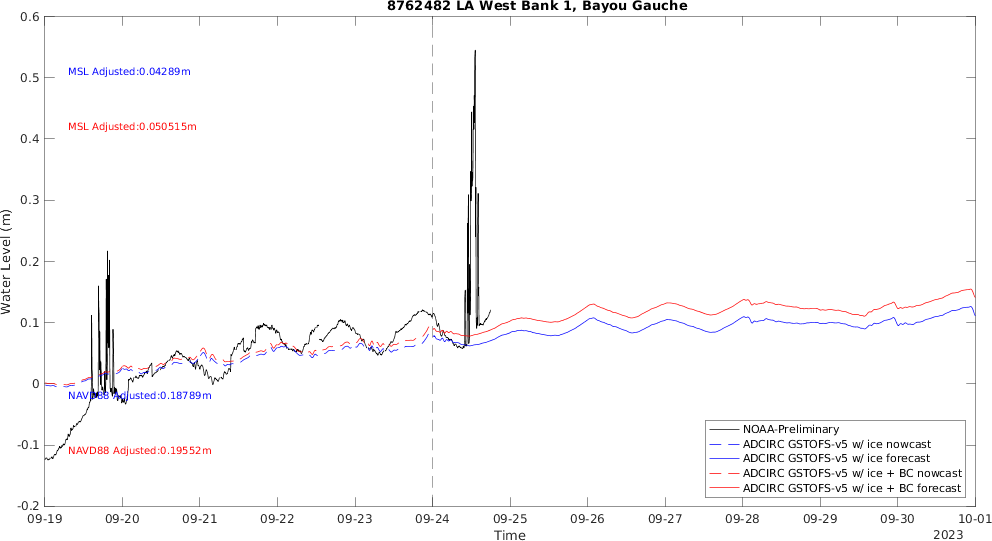 8762482 LA West Bank 1, Bayou Gauche
0.6
0.5
0.4
0.3
0.2
0.1
0
-0.1
-0.2
Water Level (m)
MSL Adjusted:0.04289m
MSL Adjusted:0.050515m
NAVD88 Adjusted:0.18789m
NAVD88 Adjusted:0.19552m
NOAA-Preliminary
ADCIRC GSTOFS-v5 w/ ice nowcast
ADCIRC GSTOFS-v5 w/ ice forecast
ADCIRC GSTOFS-v5 w/ ice + BC nowcast
ADCIRC GSTOFS-v5 w/ ice + BC forecast
09-19 09-20 09-21 09-22 09-23 09-24 09-25 09-26 09-27 09-28 09-29 09-30 10-01
Time
2023